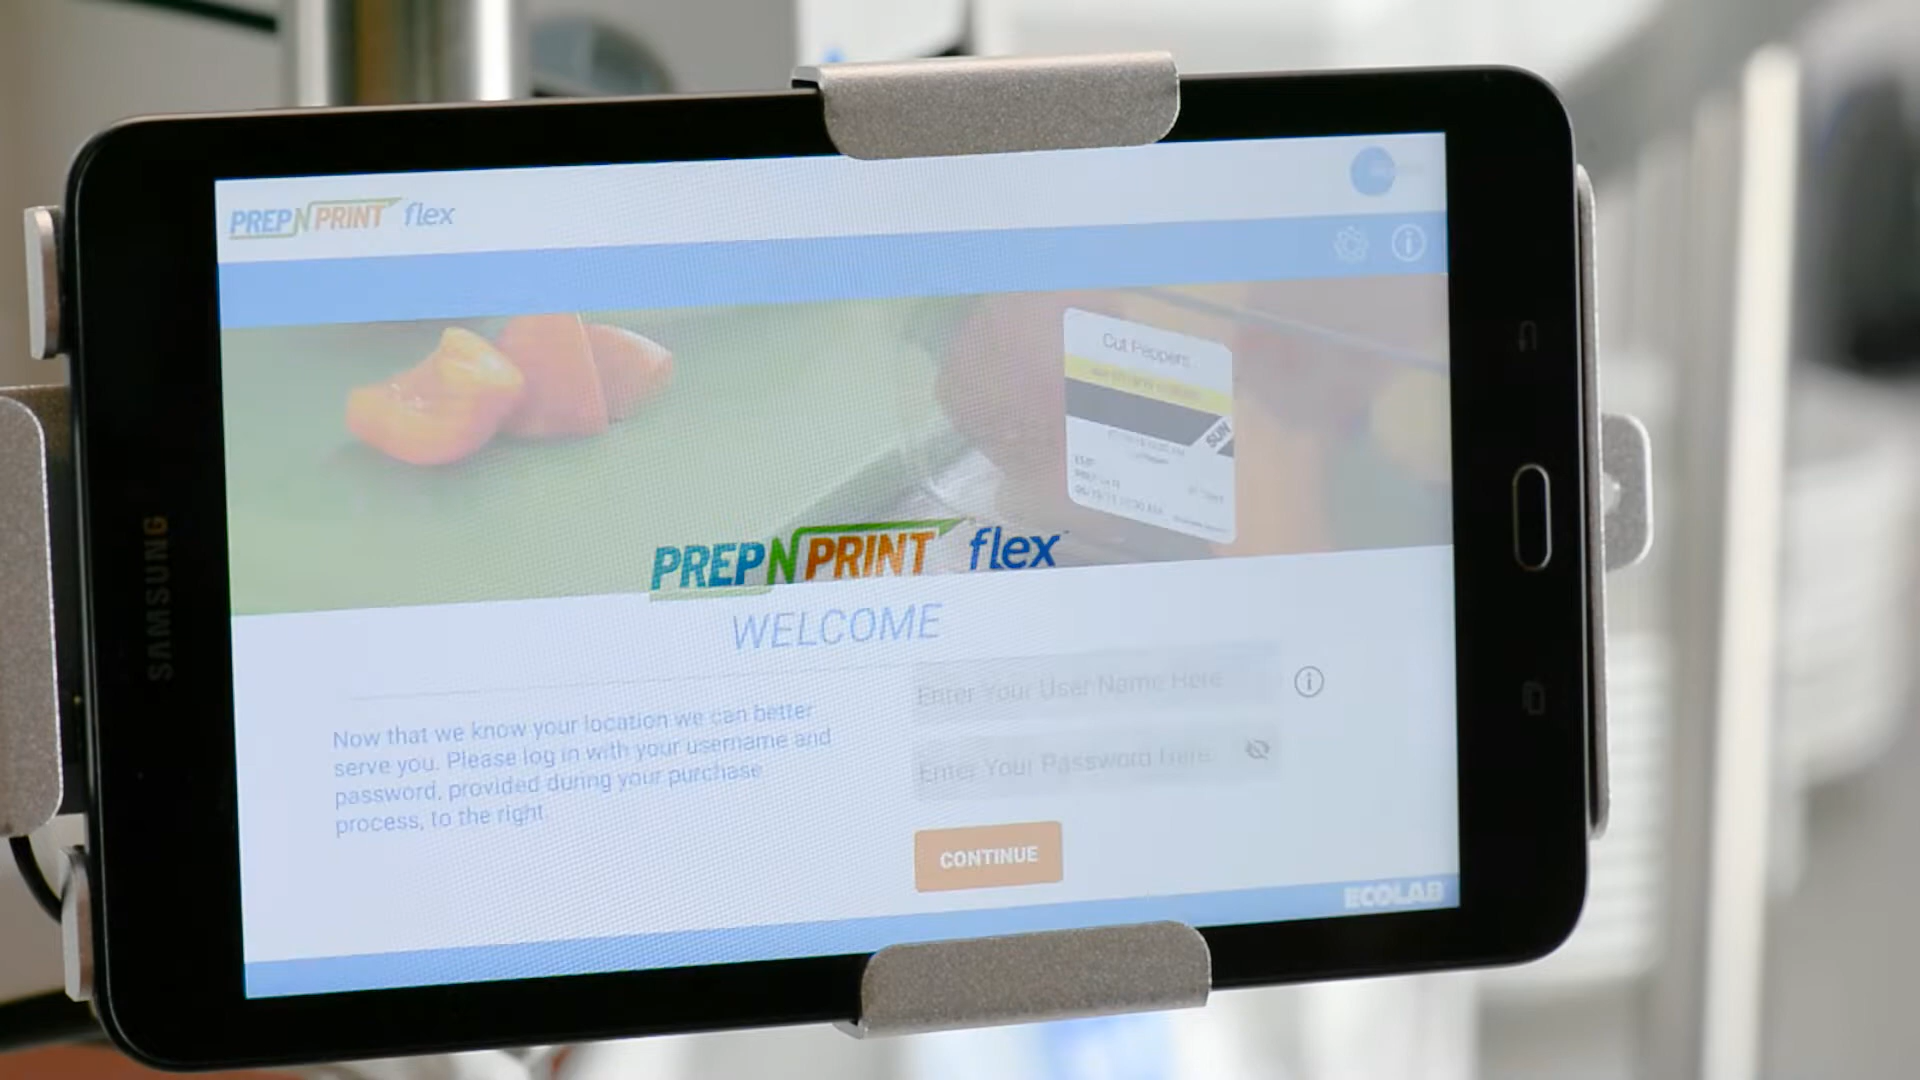 PREPNPRINT flex
Cut Peppers
SUN
PREPNPRINT flex
WELCOME
Enter Your User Name Here
Now that we know your location we can better
serve you. Please log in with your username and
password, provided during your purchase
process, to the right.
Enter Your Password Here
CONTINUE
ECOLAB
SAMSUNG